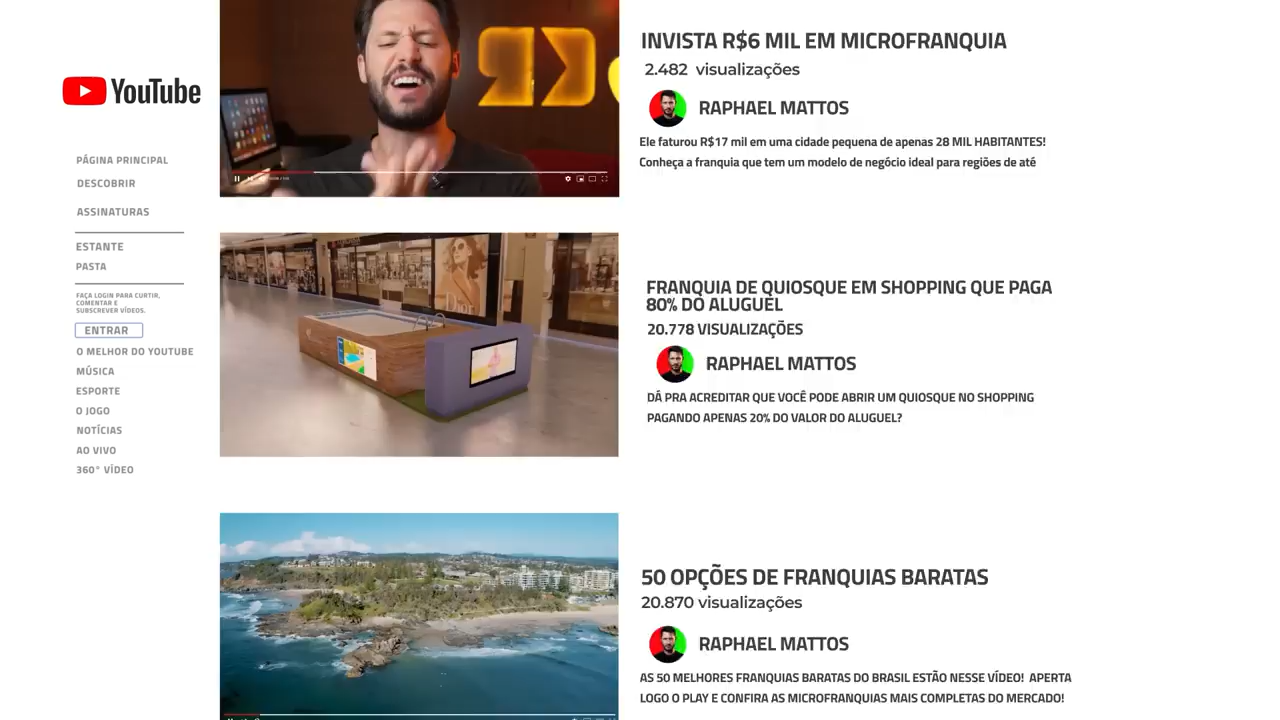 YouTube
PÁGINA PRINCIPAL
DESCOBRIR
ASSINATURAS
ESTANTE
PASTA
FAÇA LOGIN PARA CURTIR,
COMENTAR E
SUBSCREVER VÍDEOS.
ENTRAR
O MELHOR DO YOUTUBE
MÚSICA
ESPORTE
O JOGO
NOTÍCIAS
AO VIVO
360° VÍDEO
INVISTA R$6 MIL EM MICROFRANQUIA
2.482 visualizações
RAPHAEL MATTOS
Ele faturou R$17 mil em uma cidade pequena de apenas 28 MIL HABITANTES!
Conheça a franquia que tem um modelo de negócio ideal para regiões de até
Dior
FRANQUIA DE QUIOSQUE EM SHOPPING QUE PAGA
80% DO ALUGUEL
20.778 VISUALIZAÇÕES
RAPHAEL MATTOS
DÁ PRA ACREDITAR QUE VOCÊ PODE ABRIR UM QUIOSQUE NO SHOPPING
PAGANDO APENAS 20% DO VALOR DO ALUGUEL?
50 OPÇÕES DE FRANQUIAS BARATAS
20.870 visualizações
RAPHAEL MATTOS
AS 50 MELHORES FRANQUIAS BARATAS DO BRASIL ESTÃO NESSE VÍDEO! APERTA
LOGO O PLAY E CONFIRA AS MICROFRANQUIAS MAIS COMPLETAS DO MERCADO!